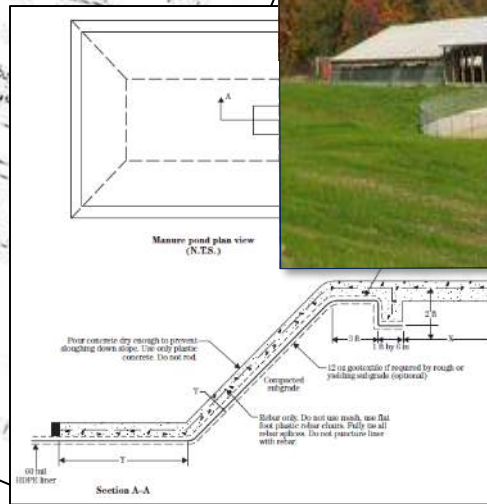 A
Manure pond plan view
(N.T.S.)
Pour concrete dry enough to prevent
sloughing down slope. Use only plastic
concrete. Do not rod.
2 ft
3 ft
1 ft by 6 in
X
Compacted
subgrade
12 oz geotextile if required by rough or
yielding subgrade (optional)
Y
Rebar only. Do not use mesh, use flat
foot plastic rebar chairs. Fully tie all
rebar splices. Do not puncture liner
with rebar.
Y
60 mil
HDPE liner
Section A-A